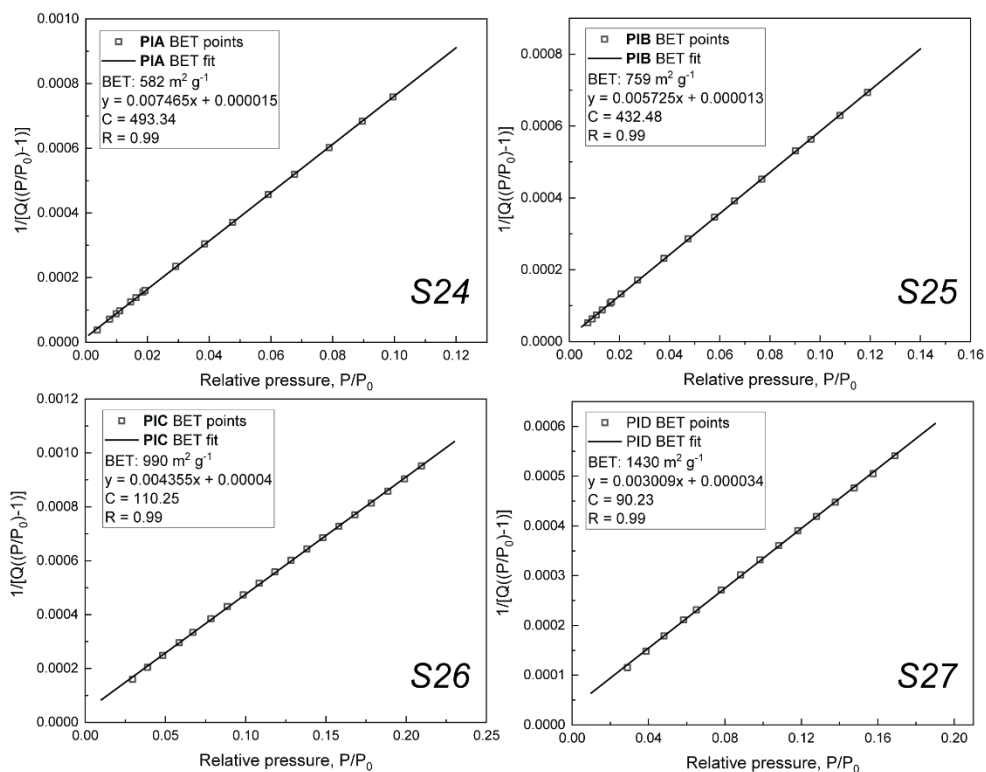 1/[Q((P/P₀)-1)]
0.0010
0.0008
0.0006
0.0004
0.0002
0.0000
PIA BET points
PIA BET fit
BET: 582 m² g⁻¹
y = 0.007465x + 0.000015
C = 493.34
R = 0.99
S24
0.00 0.02 0.04 0.06 0.08 0.10 0.12
Relative pressure, P/P₀
1/[Q((P/P₀)-1)]
0.0008
0.0006
0.0004
0.0002
0.0000
PIB BET points
PIB BET fit
BET: 759 m² g⁻¹
y = 0.005725x + 0.000013
C = 432.48
R = 0.99
S25
0.00 0.02 0.04 0.06 0.08 0.10 0.12 0.14 0.16
Relative pressure, P/P₀
1/[Q((P/P₀)-1)]
0.0012
0.0010
0.0008
0.0006
0.0004
0.0002
0.0000
PIC BET points
PIC BET fit
BET: 990 m² g⁻¹
y = 0.004355x + 0.00004
C = 110.25
R = 0.99
S26
0.00 0.05 0.10 0.15 0.20 0.25
Relative pressure, P/P₀
1/[Q((P/P₀)-1)]
0.0006
0.0005
0.0004
0.0003
0.0002
0.0001
0.0000
PID BET points
PID BET fit
BET: 1430 m² g⁻¹
y = 0.003009x + 0.000034
C = 90.23
R = 0.99
S27
0.00 0.04 0.08 0.12 0.16 0.20
Relative pressure, P/P₀